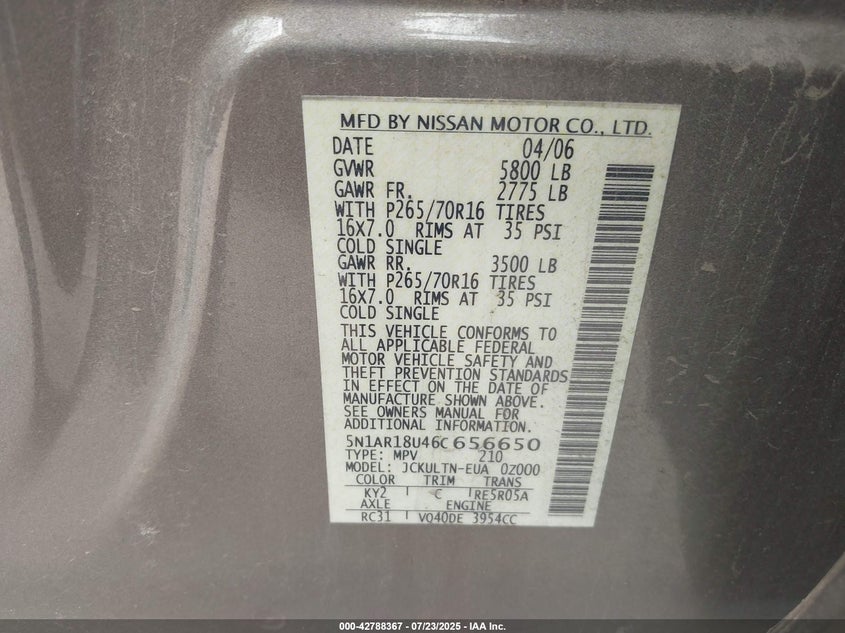 MFD BY NISSAN MOTOR CO., LTD.
DATE 04/06
GVWR 5800 LB
GAWR FR. 2775 LB
WITH P265/70R16 TIRES
16X7.0 RIMS AT 35 PSI
COLD SINGLE
GAWR RR. 3500 LB
WITH P265/70R16 TIRES
16X7.0 RIMS AT 35 PSI
COLD SINGLE
THIS VEHICLE CONFORMS TO
ALL APPLICABLE FEDERAL
MOTOR VEHICLE SAFETY AND
THEFT PREVENTION STANDARDS
IN EFFECT ON THE DATE OF
MANUFACTURE SHOWN ABOVE.
SEE OWNERS MANUAL FOR
ADDITIONAL INFORMATION.
5N1AR18U46C656650
TYPE: MPV 210
MODEL: JCKULTN-EUA 0Z000
COLOR TRIM TRANS
KY2 C RE5R05A
AXLE ENGINE
RC31 VQ40DE 3954CC
000-42788367 - 07/23/2025 - IAA Inc.